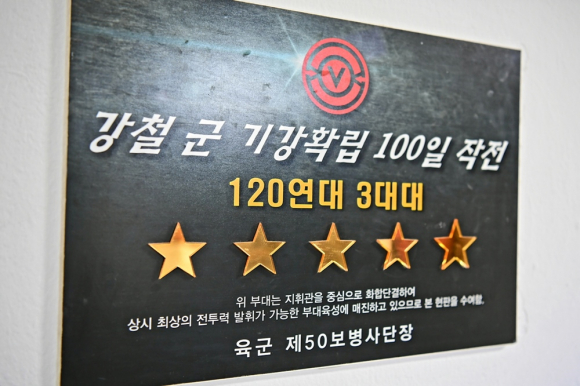 강철 군 기강확립 100일 작전
120연대 3대대
위 부대는 지휘관을 중심으로 화합단결하여
상시 최상의 전투력 발휘가 가능한 부대육성에 매진하고 있으므로 본 현판을 수여함.
육군 제50보병사단장